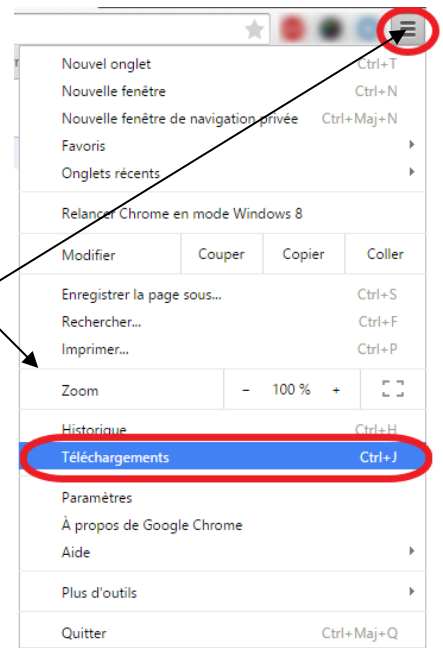 Nouvel onglet Ctrl+T
Nouvelle fenêtre Ctrl+N
Nouvelle fenêtre de navigation privée Ctrl+Maj+N
Favoris
Onglets récents
Relancer Chrome en mode Windows 8
Modifier Couper Copier Coller
Enregistrer la page sous... Ctrl+S
Rechercher... Ctrl+F
Imprimer... Ctrl+P
Zoom - 100 % +
Historique Ctrl+H
Téléchargements Ctrl+J
Paramètres
À propos de Google Chrome
Aide
Plus d'outils
Quitter Ctrl+Maj+Q